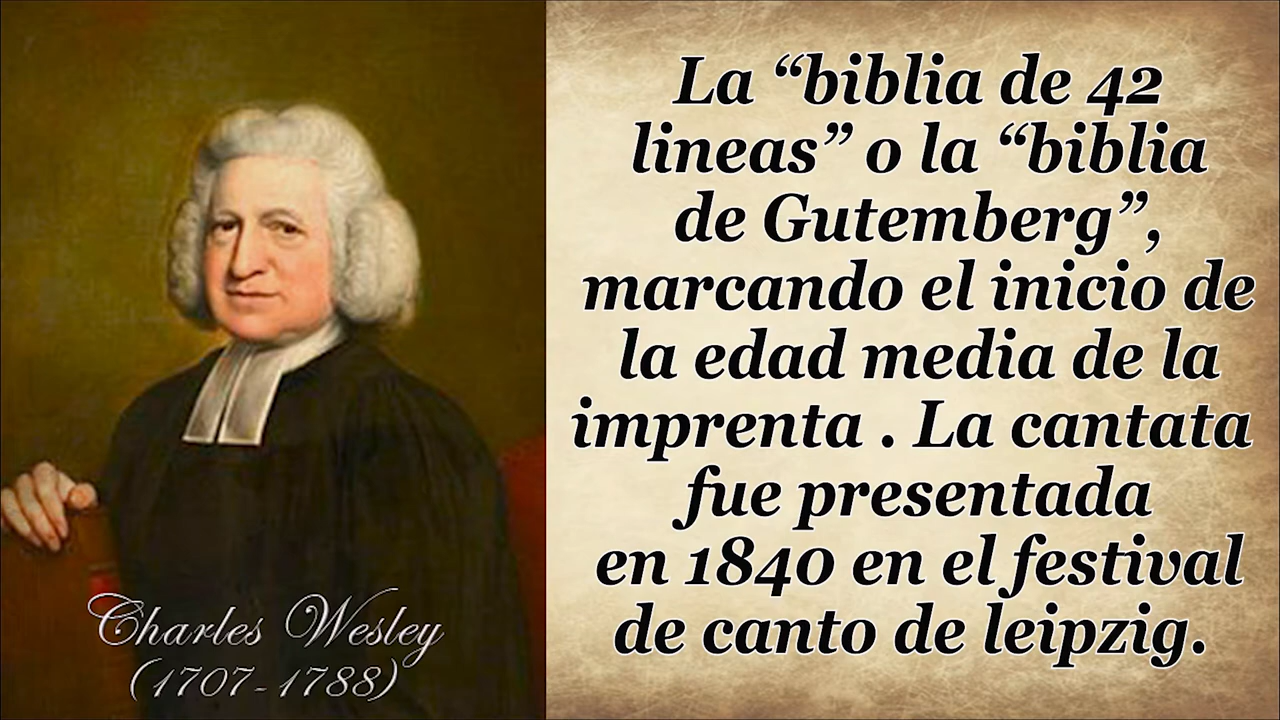 La “biblia de 42
lineas” o la “biblia
de Gutemberg”,
marcando el inicio de
la edad media de la
imprenta . La cantata
fue presentada
en 1840 en el festival
de canto de leipzig.
Charles Wesley
(1707-1788)